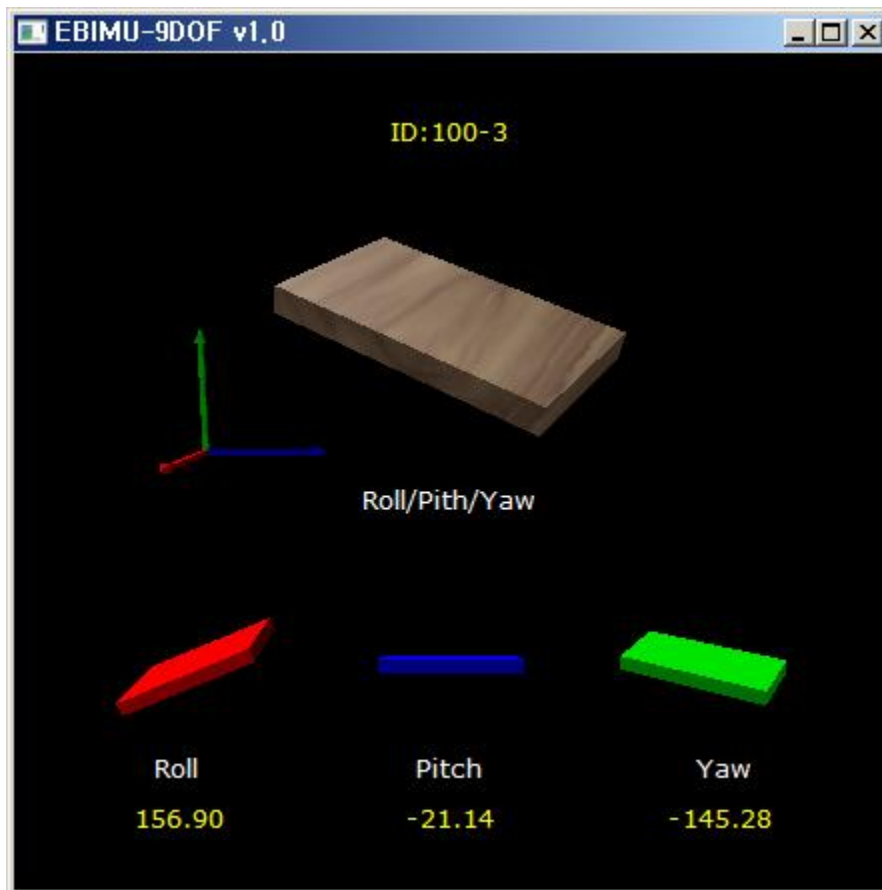 EBIMU-9DOF v1.0
ID:100-3
Roll/Pith/Yaw
Roll Pitch Yaw
156.90 -21.14 -145.28